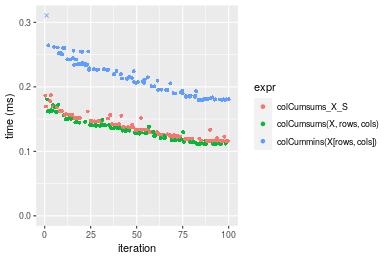 0.3
0.2
0.1
0.0
time (ms)
0
25
50
75
100
iteration
expr
colCumsums_X_S
colCumsums(X, rows, cols)
colCummins(X[rows, cols])